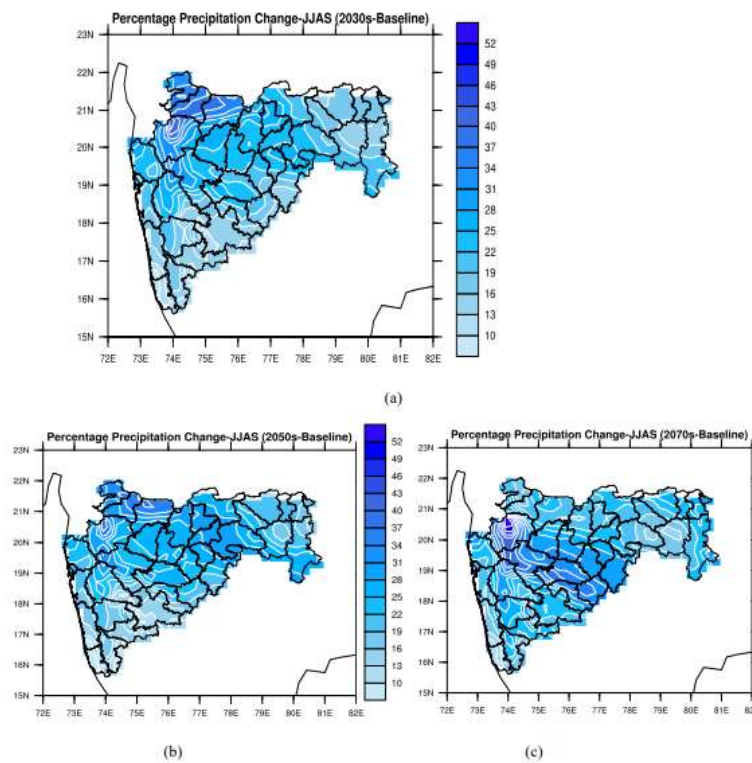 Percentage Precipitation Change-JJAS (2030s-Baseline)
23N
22N
21N
20N
19N
18N
17N
16N
15N
72E 73E 74E 75E 76E 77E 78E 79E 80E 81E 82E
52
49
46
43
40
37
34
31
28
22
19
16
13
10
(a)
Percentage Precipitation Change-JJAS (2050s-Baseline)
23N
22N
21N
20N
19N
18N
17N
16N
15N
72E 73E 74E 75E 76E 77E 78E 79E 80E 81E 82E
52
49
46
43
40
37
34
31
28
22
19
16
13
10
(b)
Percentage Precipitation Change-JJAS (2070s-Baseline)
23N
22N
21N
20N
19N
18N
17N
16N
15N
72E 73E 74E 75E 76E 77E 78E 79E 80E 81E 82E
(c)